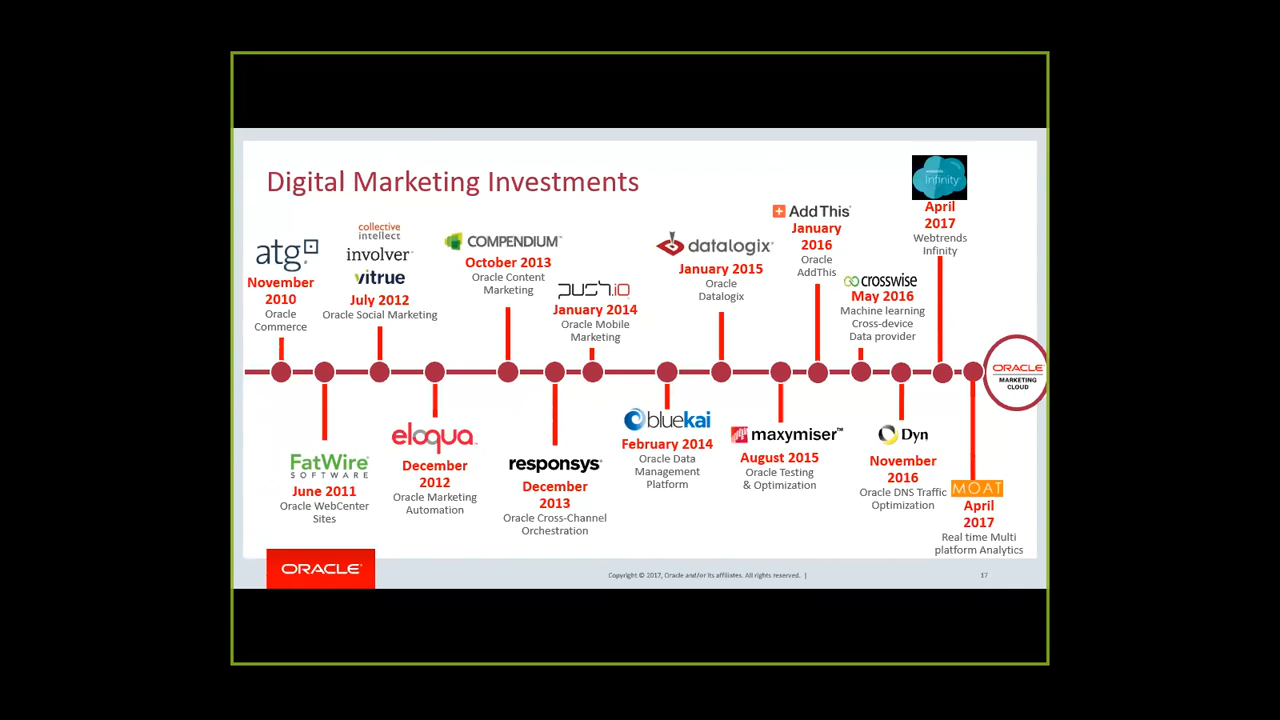 Digital Marketing Investments
atg
November
2010
Oracle
Commerce
collective
intellect
involver
vitrue
July 2012
Oracle Social Marketing
COMPENDIUM™
October 2013
Oracle Content
Marketing
push.io
January 2014
Oracle Mobile
Marketing
datalogix
January 2015
Oracle
Datalogix
AddThis
January
2016
Oracle
AddThis
crosswise
May 2016
Machine learning
Cross-device
Data provider
Infinity
April
2017
Webtrends
Infinity
FatWire
SOFTWARE
June 2011
Oracle WebCenter
Sites
eloqua
December
2012
Oracle Marketing
Automation
responsys
December
2013
Oracle Cross-Channel
Orchestration
bluekai
February 2014
Oracle Data
Management
Platform
maxymiser™
August 2015
Oracle Testing
& Optimization
Dyn
November
2016
Oracle DNS Traffic
Optimization
MOAT
April
2017
Real time Multi
platform Analytics
ORACLE
MARKETING
CLOUD
ORACLE
Copyright © 2017, Oracle and/or its affiliates. All rights reserved. |
17